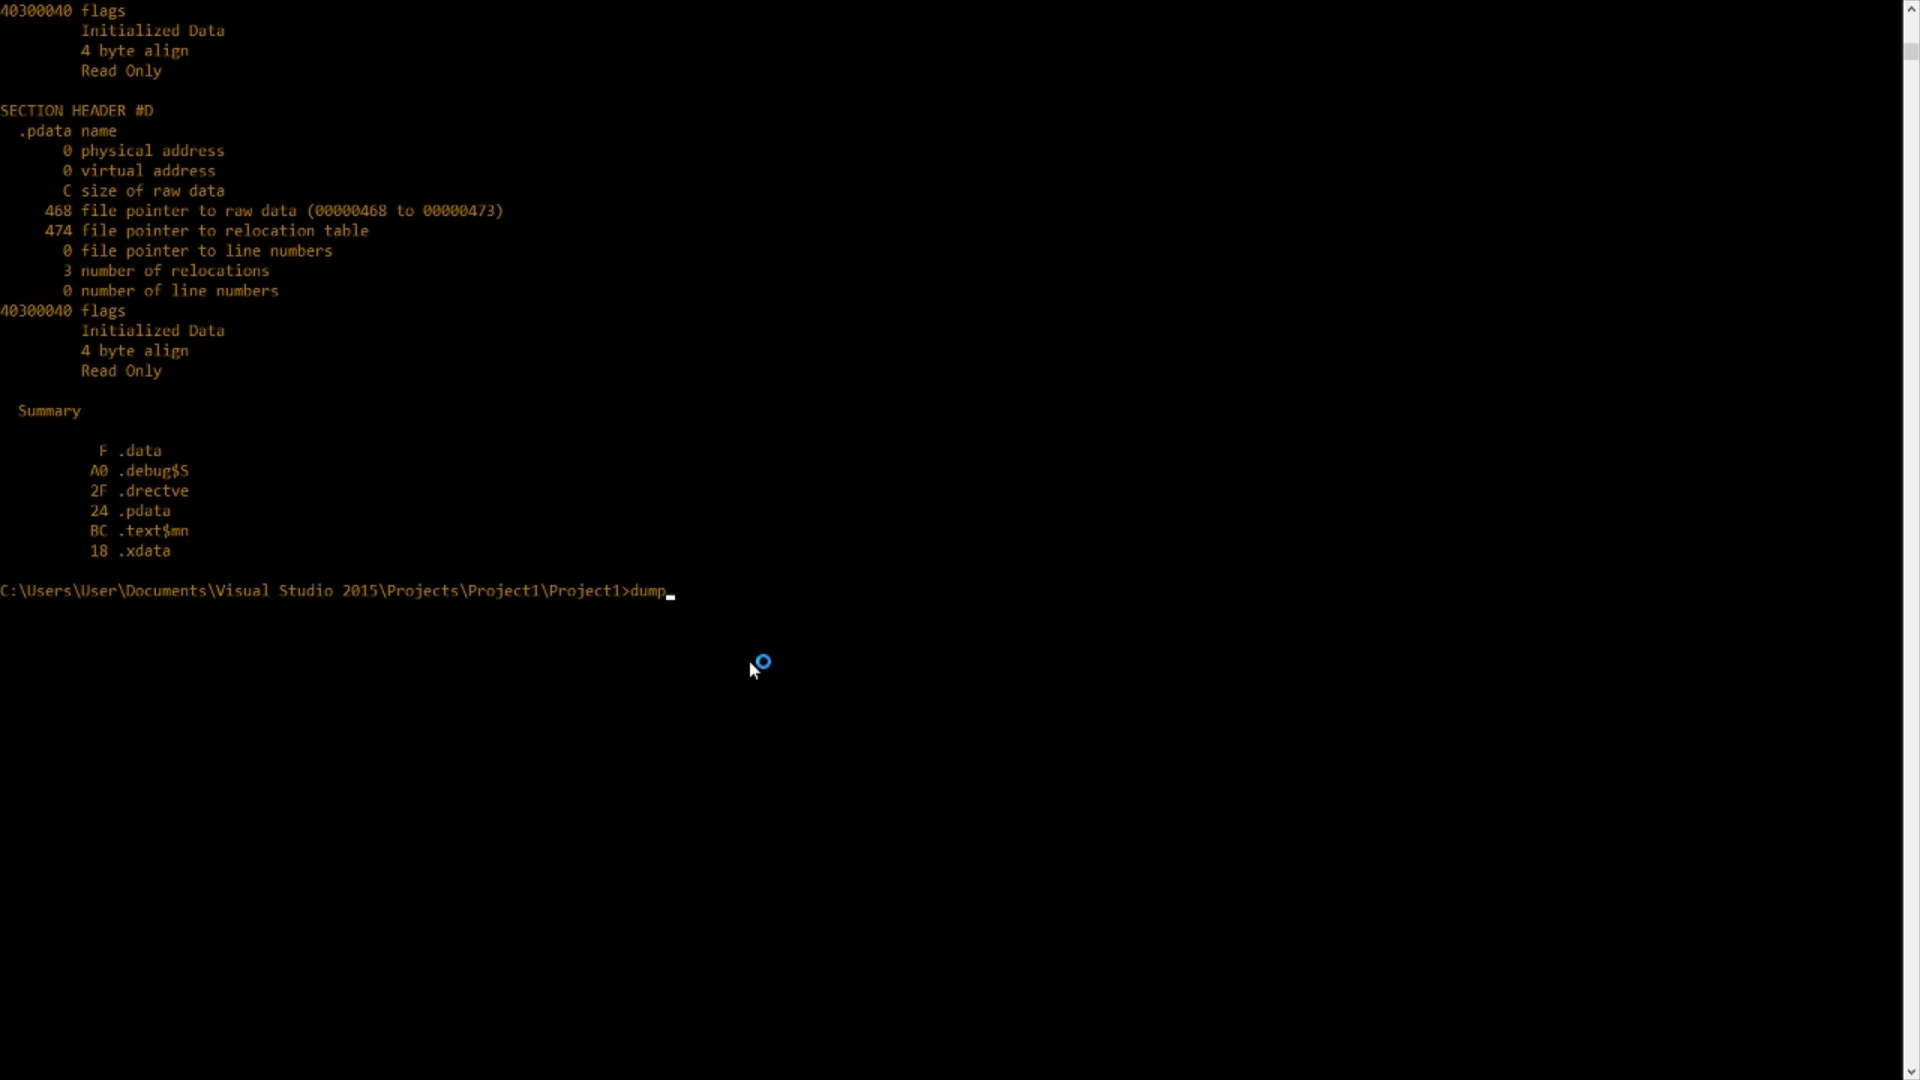 40300040 flags
Initialized Data
4 byte align
Read Only
SECTION HEADER #D
.pdata name
0 physical address
0 virtual address
C size of raw data
468 file pointer to raw data (00000468 to 00000473)
474 file pointer to relocation table
0 file pointer to line numbers
3 number of relocations
0 number of line numbers
40300040 flags
Initialized Data
4 byte align
Read Only
Summary
F .data
A0 .debug$S
2F .drectve
24 .pdata
BC .text$mn
18 .xdata
C:\Users\User\Documents\Visual Studio 2015\Projects\Project1\Project1>dump